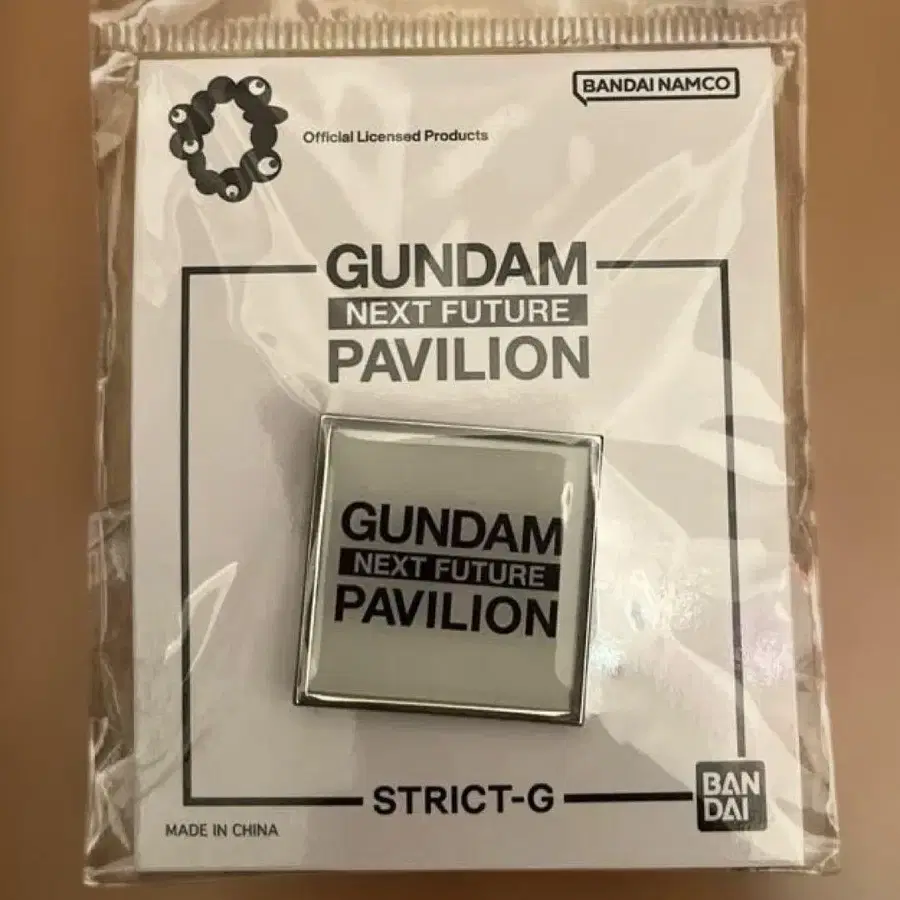 BANDAI NAMCO
Official Licensed Products
GUNDAM
NEXT FUTURE
PAVILION
GUNDAM
NEXT FUTURE
PAVILION
STRICT-G
BAN
DAI
MADE IN CHINA